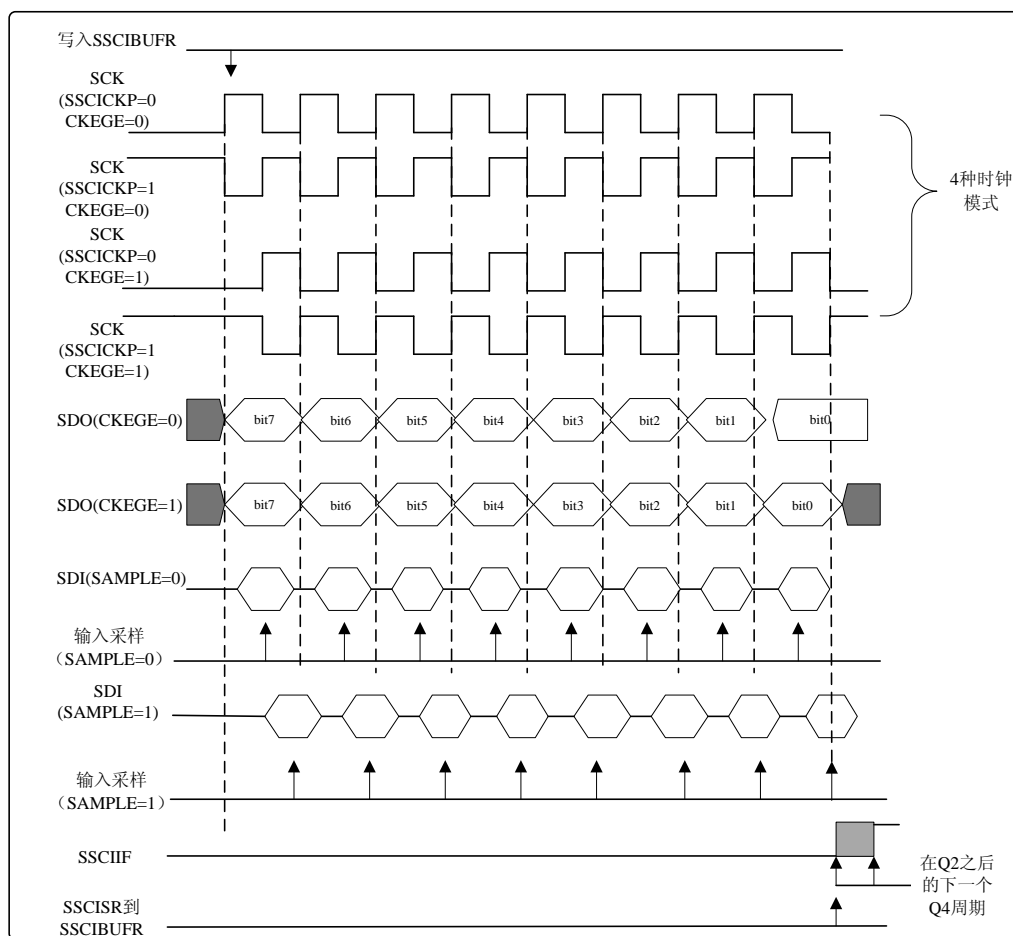 写入SSCIBUFR
SCK
(SSCICKP=0
CKEGE=0)
SCK
(SSCICKP=1
CKEGE=0)
SCK
(SSCICKP=0
CKEGE=1)
SCK
(SSCICKP=1
CKEGE=1)
4种时钟
模式
SDO(CKEGE=0)
bit7
bit6
bit5
bit4
bit3
bit2
bit1
bit0
SDO(CKEGE=1)
bit7
bit6
bit5
bit4
bit3
bit2
bit1
bit0
SDI(SAMPLE=0)
输入采样
（SAMPLE=0）
SDI
(SAMPLE=1)
输入采样
（SAMPLE=1）
SSCIIF
在Q2之后
的下一个
Q4周期
SSCISR到
SSCIBUFR